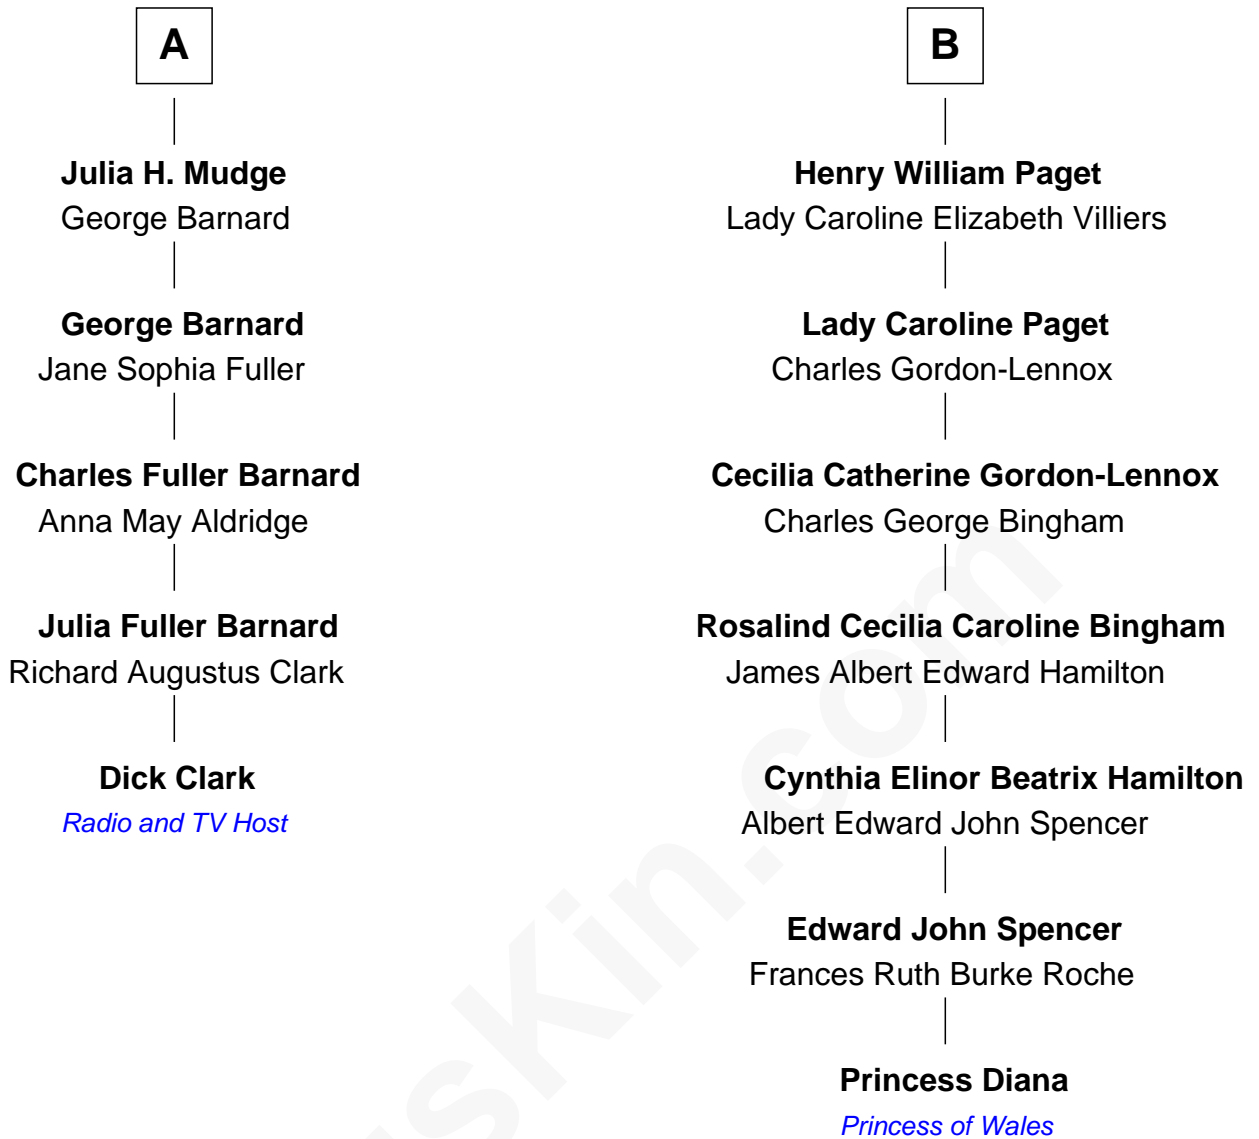 A
Julia H. Mudge
George Barnard
George Barnard
Jane Sophia Fuller
Charles Fuller Barnard
Anna May Aldridge
Julia Fuller Barnard
Richard Augustus Clark
Dick Clark
Radio and TV Host
B
Henry William Paget
Lady Caroline Elizabeth Villiers
Lady Caroline Paget
Charles Gordon-Lennox
Cecilia Catherine Gordon-Lennox
Charles George Bingham
Rosalind Cecilia Caroline Bingham
James Albert Edward Hamilton
Cynthia Elinor Beatrix Hamilton
Albert Edward John Spencer
Edward John Spencer
Frances Ruth Burke Roche
Princess Diana
Princess of Wales